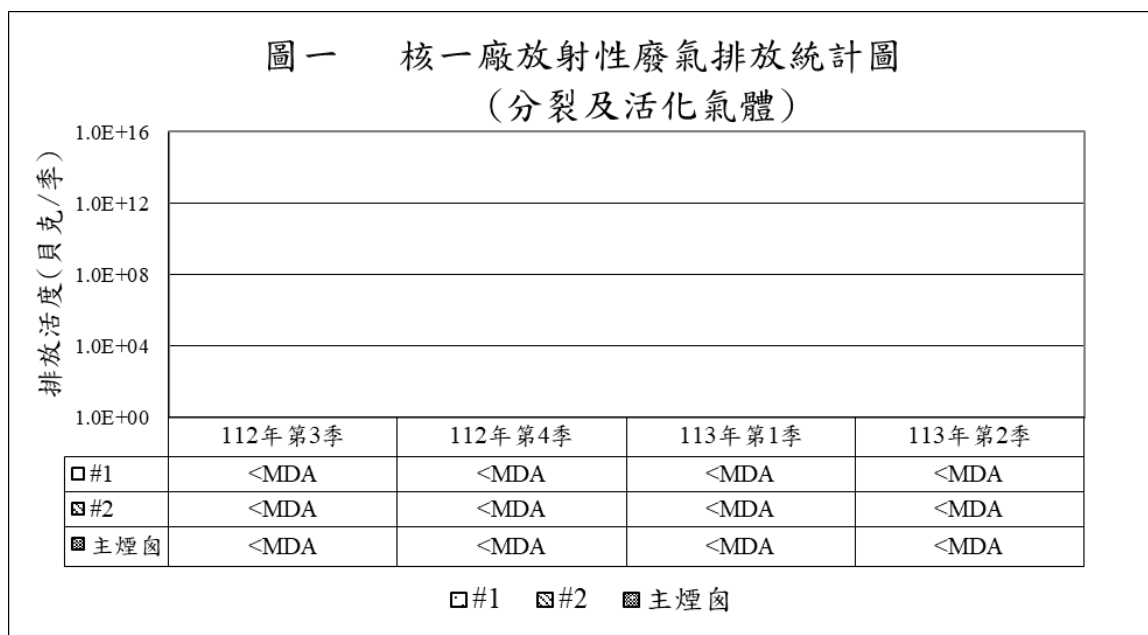 圖一 核一廠放射性廢氣排放統計圖
(分裂及活化氣體)
排放活度(貝克/季)
1.0E+16
1.0E+12
1.0E+08
1.0E+04
1.0E+00
112年第3季 112年第4季 113年第1季 113年第2季
#1 <MDA <MDA <MDA <MDA
#2 <MDA <MDA <MDA <MDA
主煙囪 <MDA <MDA <MDA <MDA
#1 #2 主煙囪